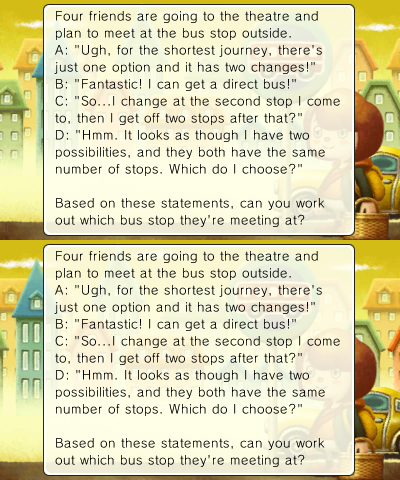 Four friends are going to the theatre and
plan to meet at the bus stop outside.
A: "Ugh, for the shortest journey, there's
just one option and it has two changes!"
B: "Fantastic! I can get a direct bus!"
C: "So...I change at the second stop I come
to, then I get off two stops after that?"
D: "Hmm. It looks as though I have two
possibilities, and they both have the same
number of stops. Which do I choose?"
Based on these statements, can you work
out which bus stop they're meeting at?
Four friends are going to the theatre and
plan to meet at the bus stop outside.
A: "Ugh, for the shortest journey, there's
just one option and it has two changes!"
B: "Fantastic! I can get a direct bus!"
C: "So...I change at the second stop I come
to, then I get off two stops after that?"
D: "Hmm. It looks as though I have two
possibilities, and they both have the same
number of stops. Which do I choose?"
Based on these statements, can you work
out which bus stop they're meeting at?